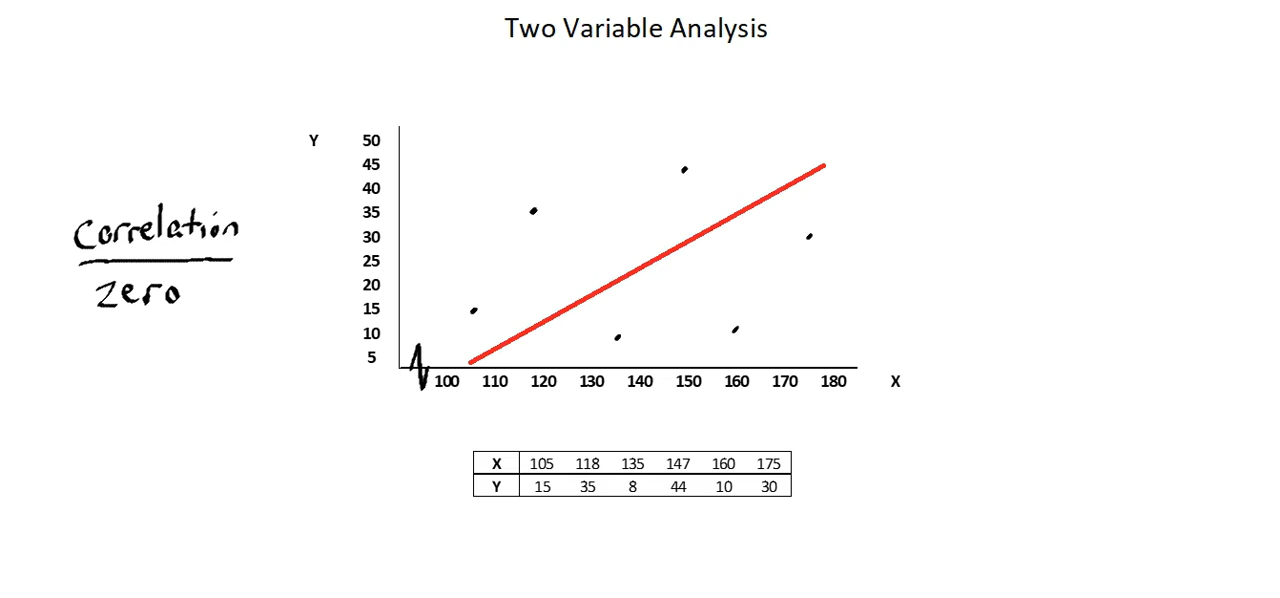 Two Variable Analysis
Y
50
45
40
35
30
25
20
15
10
5
Correlation
Zero
100 110 120 130 140 150 160 170 180 X
X 105 118 135 147 160 175
Y 15 35 8 44 10 30